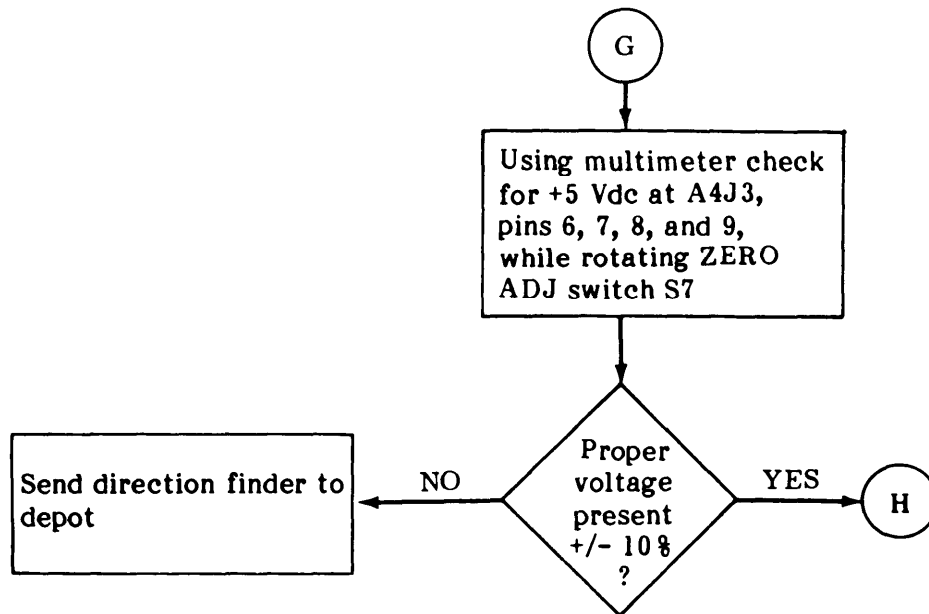 G
Using multimeter check
for +5 Vdc at A4J3,
pins 6, 7, 8, and 9,
while rotating ZERO
ADJ switch S7
Proper
voltage
present
+/- 10%
?
NO
YES
Send direction finder to
depot
H